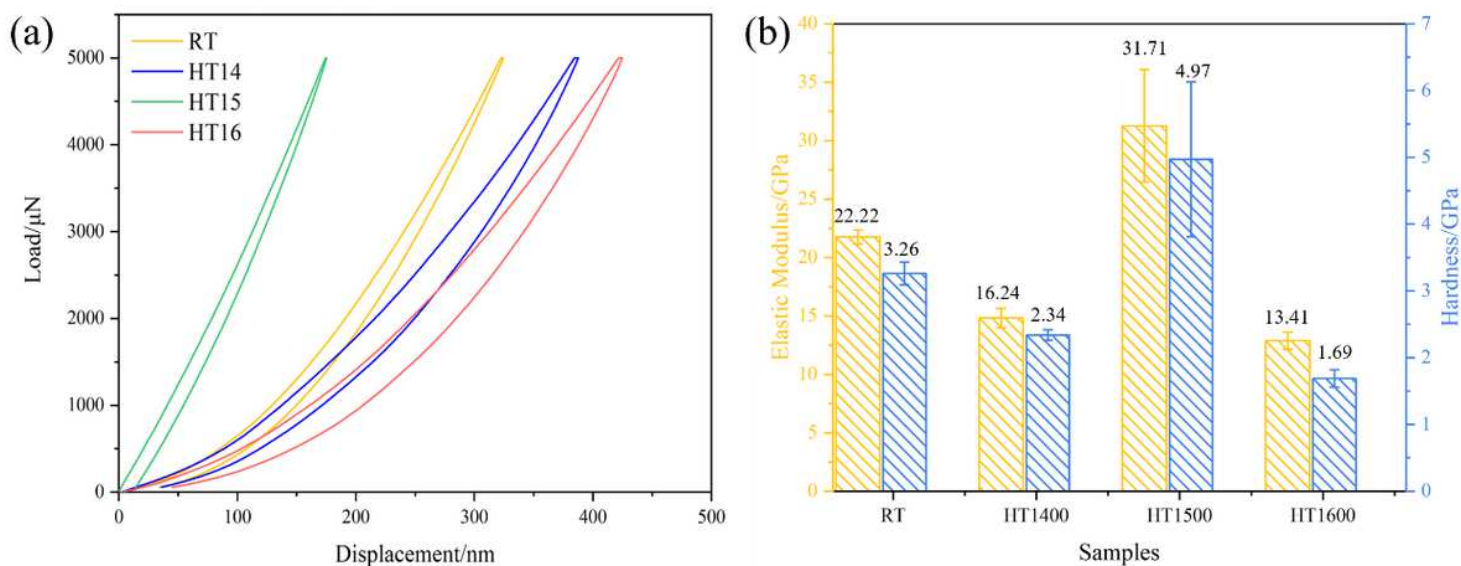 (a)
RT
HT14
HT15
HT16
5000
4000
3000
2000
1000
0
Load/μN
0 100 200 300 400 500
Displacement/nm
(b)
40
35
30
25
20
15
10
5
0
Elastic Modulus/GPa
22.22
3.26
16.24
2.34
31.71
4.97
13.41
1.69
7
6
5
4
3
2
1
0
Hardness/GPa
RT HT1400 HT1500 HT1600
Samples